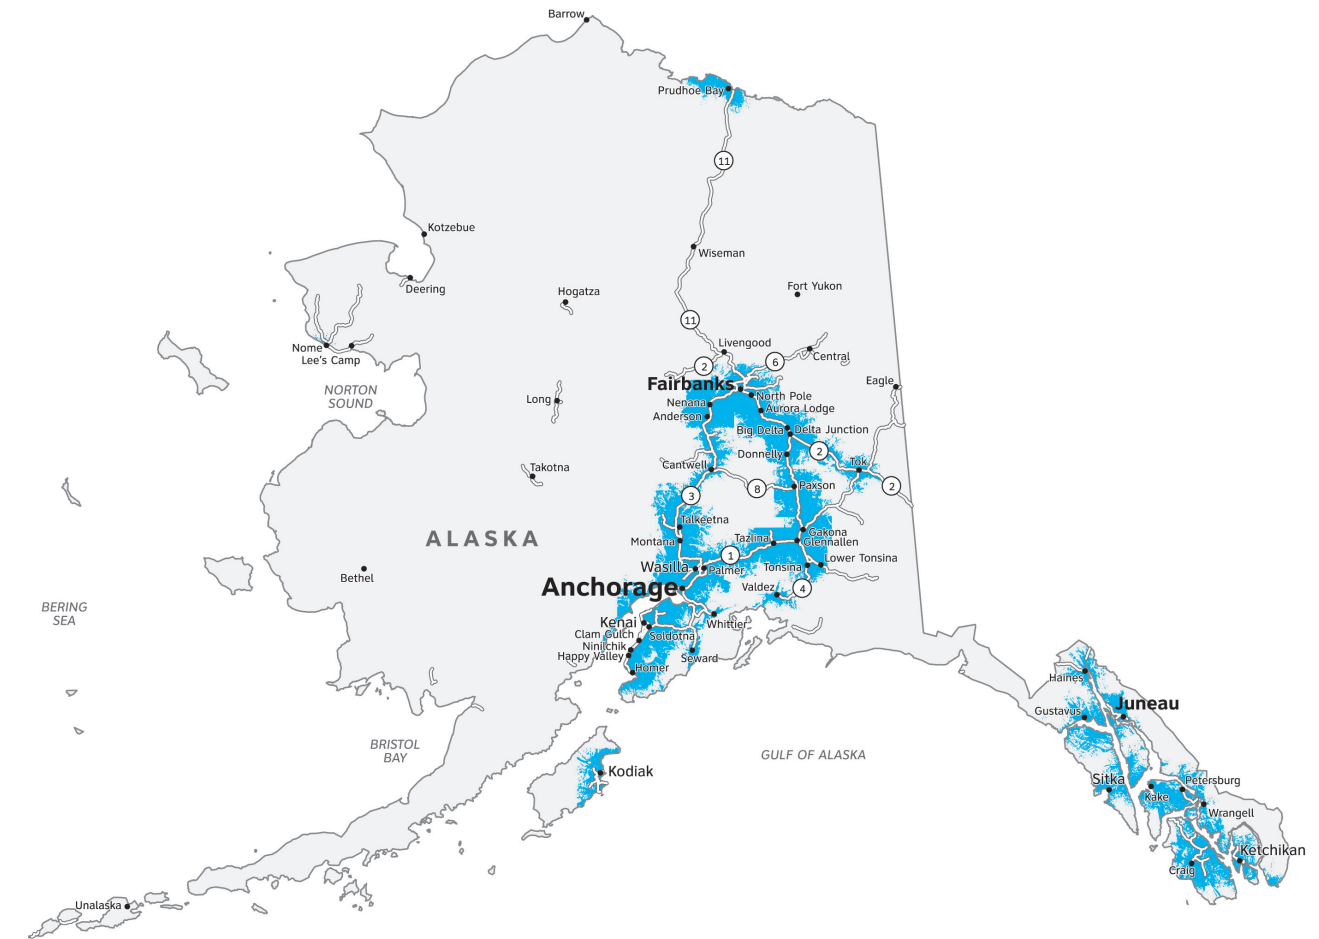 Barrow
Prudhoe Bay
11
Kotzebue
Wiseman
Deering
Hogatza
Fort Yukon
11
Nome
Lee's Camp
Livengood
Central
2
6
NORTON
SOUND
Fairbanks
Eagle
Long
Nenana
North Pole
Anderson
Aurora Lodge
Big Delta
Delta Junction
Donnelly
2
Takotna
Cantwell
Tok
3
8
Paxson
2
ALASKA
Talkeetna
Montana
Tazlina
Gakona
Glennallen
1
Lower Tonsina
Wasilla
Palmer
Tonsina
Bethel
Anchorage
Valdez
4
BERING
SEA
Kenai
Whittier
Clam Gulch
Soldotna
Ninilchik
Happy Valley
Seward
Homer
Haines
Gustavus
Juneau
BRISTOL
BAY
GULF OF ALASKA
Kodiak
Sitka
Petersburg
Kake
Wrangell
Ketchikan
Craig
Unalaska